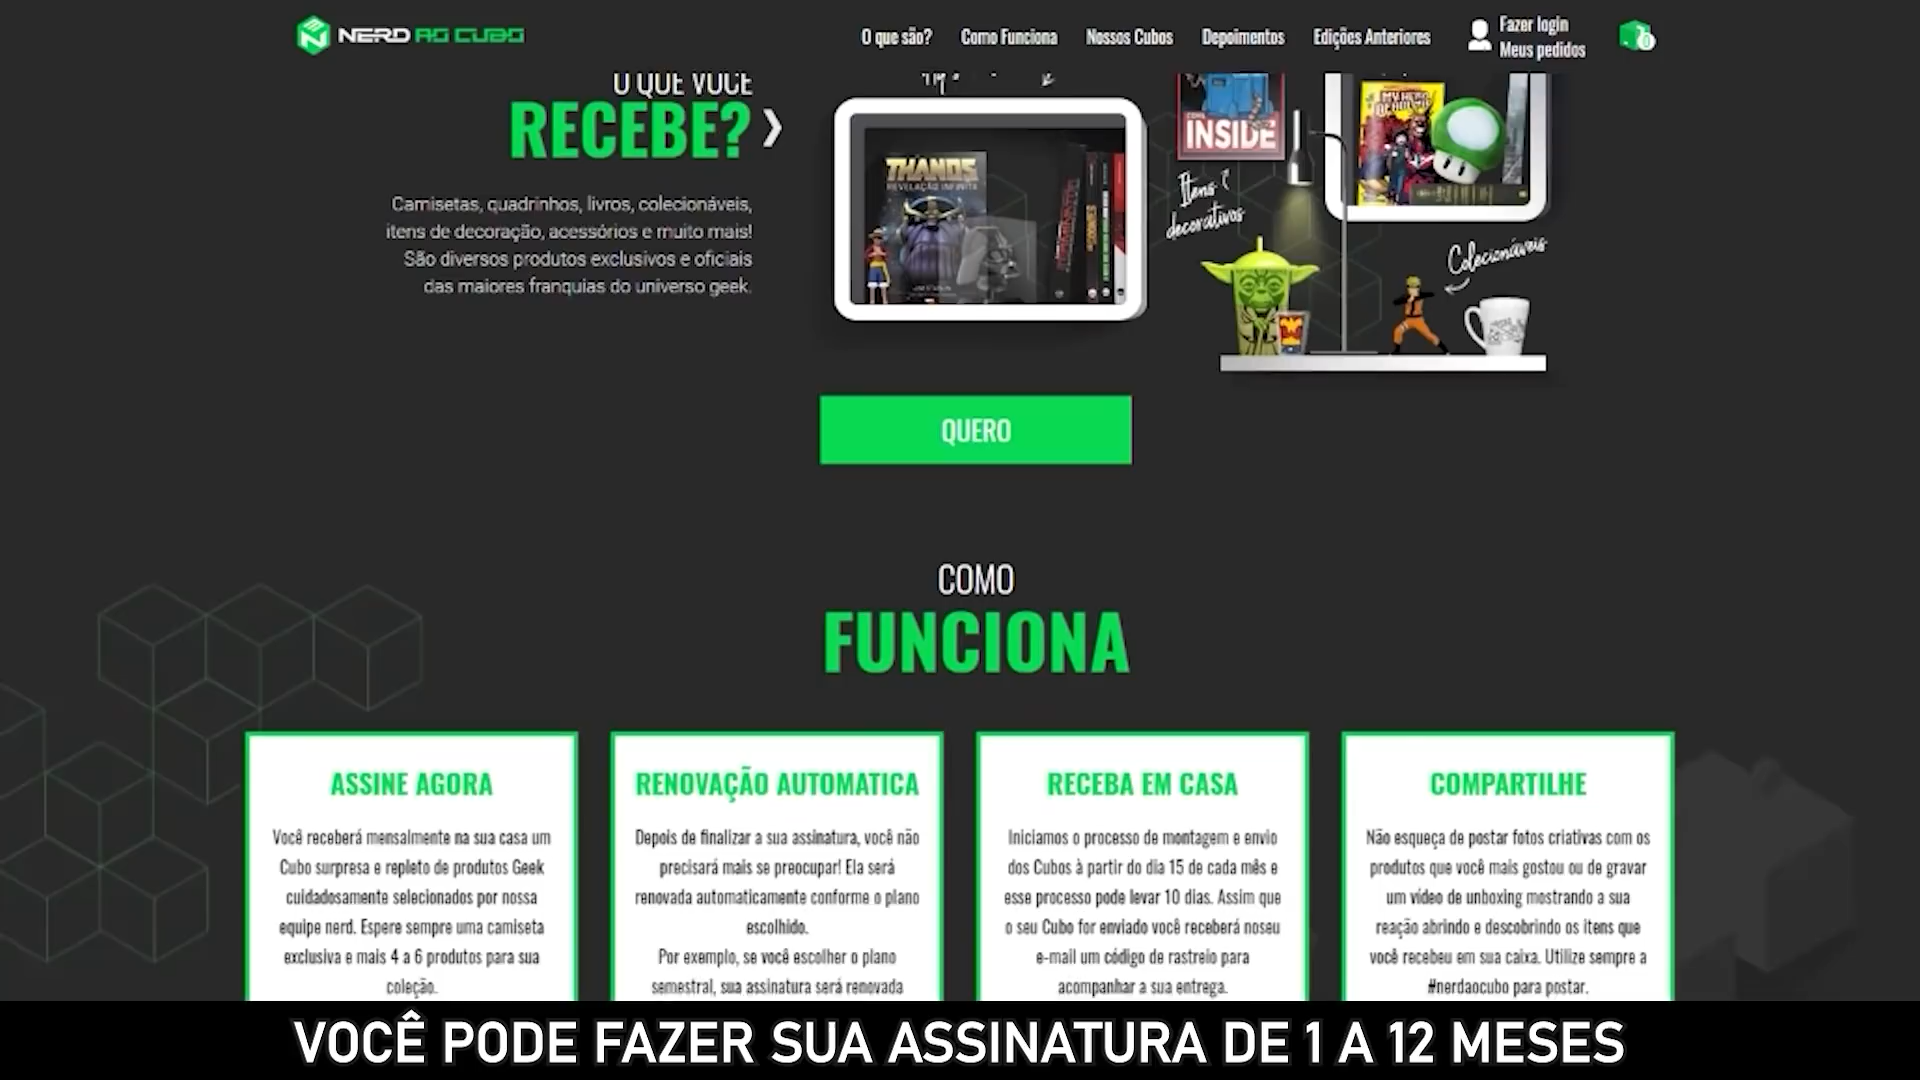 NERD AO CUBO
O que são?
Como Funciona
Nossos Cubos
Depoimentos
Edições Anteriores
Fazer login
Meus pedidos
0
O QUE VOCÊ
RECEBE?
Camisetas, quadrinhos, livros, colecionáveis,
itens de decoração, acessórios e muito mais!
São diversos produtos exclusivos e oficiais
das maiores franquias do universo geek.
THANOS
REVELAÇÃO INFINITA
COME
INSIDE
MY HERO
ACADEMIA
Itens
decorativos
Colecionáveis
QUERO
COMO
FUNCIONA
ASSINE AGORA
Você receberá mensalmente na sua casa um
Cubo surpresa e repleto de produtos Geek
cuidadosamente selecionados por nossa
equipe nerd. Espere sempre uma camiseta
exclusiva e mais 4 a 6 produtos para sua
coleção.
RENOVAÇÃO AUTOMATICA
Depois de finalizar a sua assinatura, você não
precisará mais se preocupar! Ela será
renovada automaticamente conforme o plano
escolhido.
Por exemplo, se você escolher o plano
semestral, sua assinatura será renovada
RECEBA EM CASA
Iniciamos o processo de montagem e envio
dos Cubos à partir do dia 15 de cada mês e
esse processo pode levar 10 dias. Assim que
o seu Cubo for enviado você receberá noseu
e-mail um código de rastreio para
acompanhar a sua entrega.
COMPARTILHE
Não esqueça de postar fotos criativas com os
produtos que você mais gostou ou de gravar
um vídeo de unboxing mostrando a sua
reação abrindo e descobrindo os itens que
você recebeu em sua caixa. Utilize sempre a
#nerdaocubo para postar.
VOCÊ PODE FAZER SUA ASSINATURA DE 1 A 12 MESES